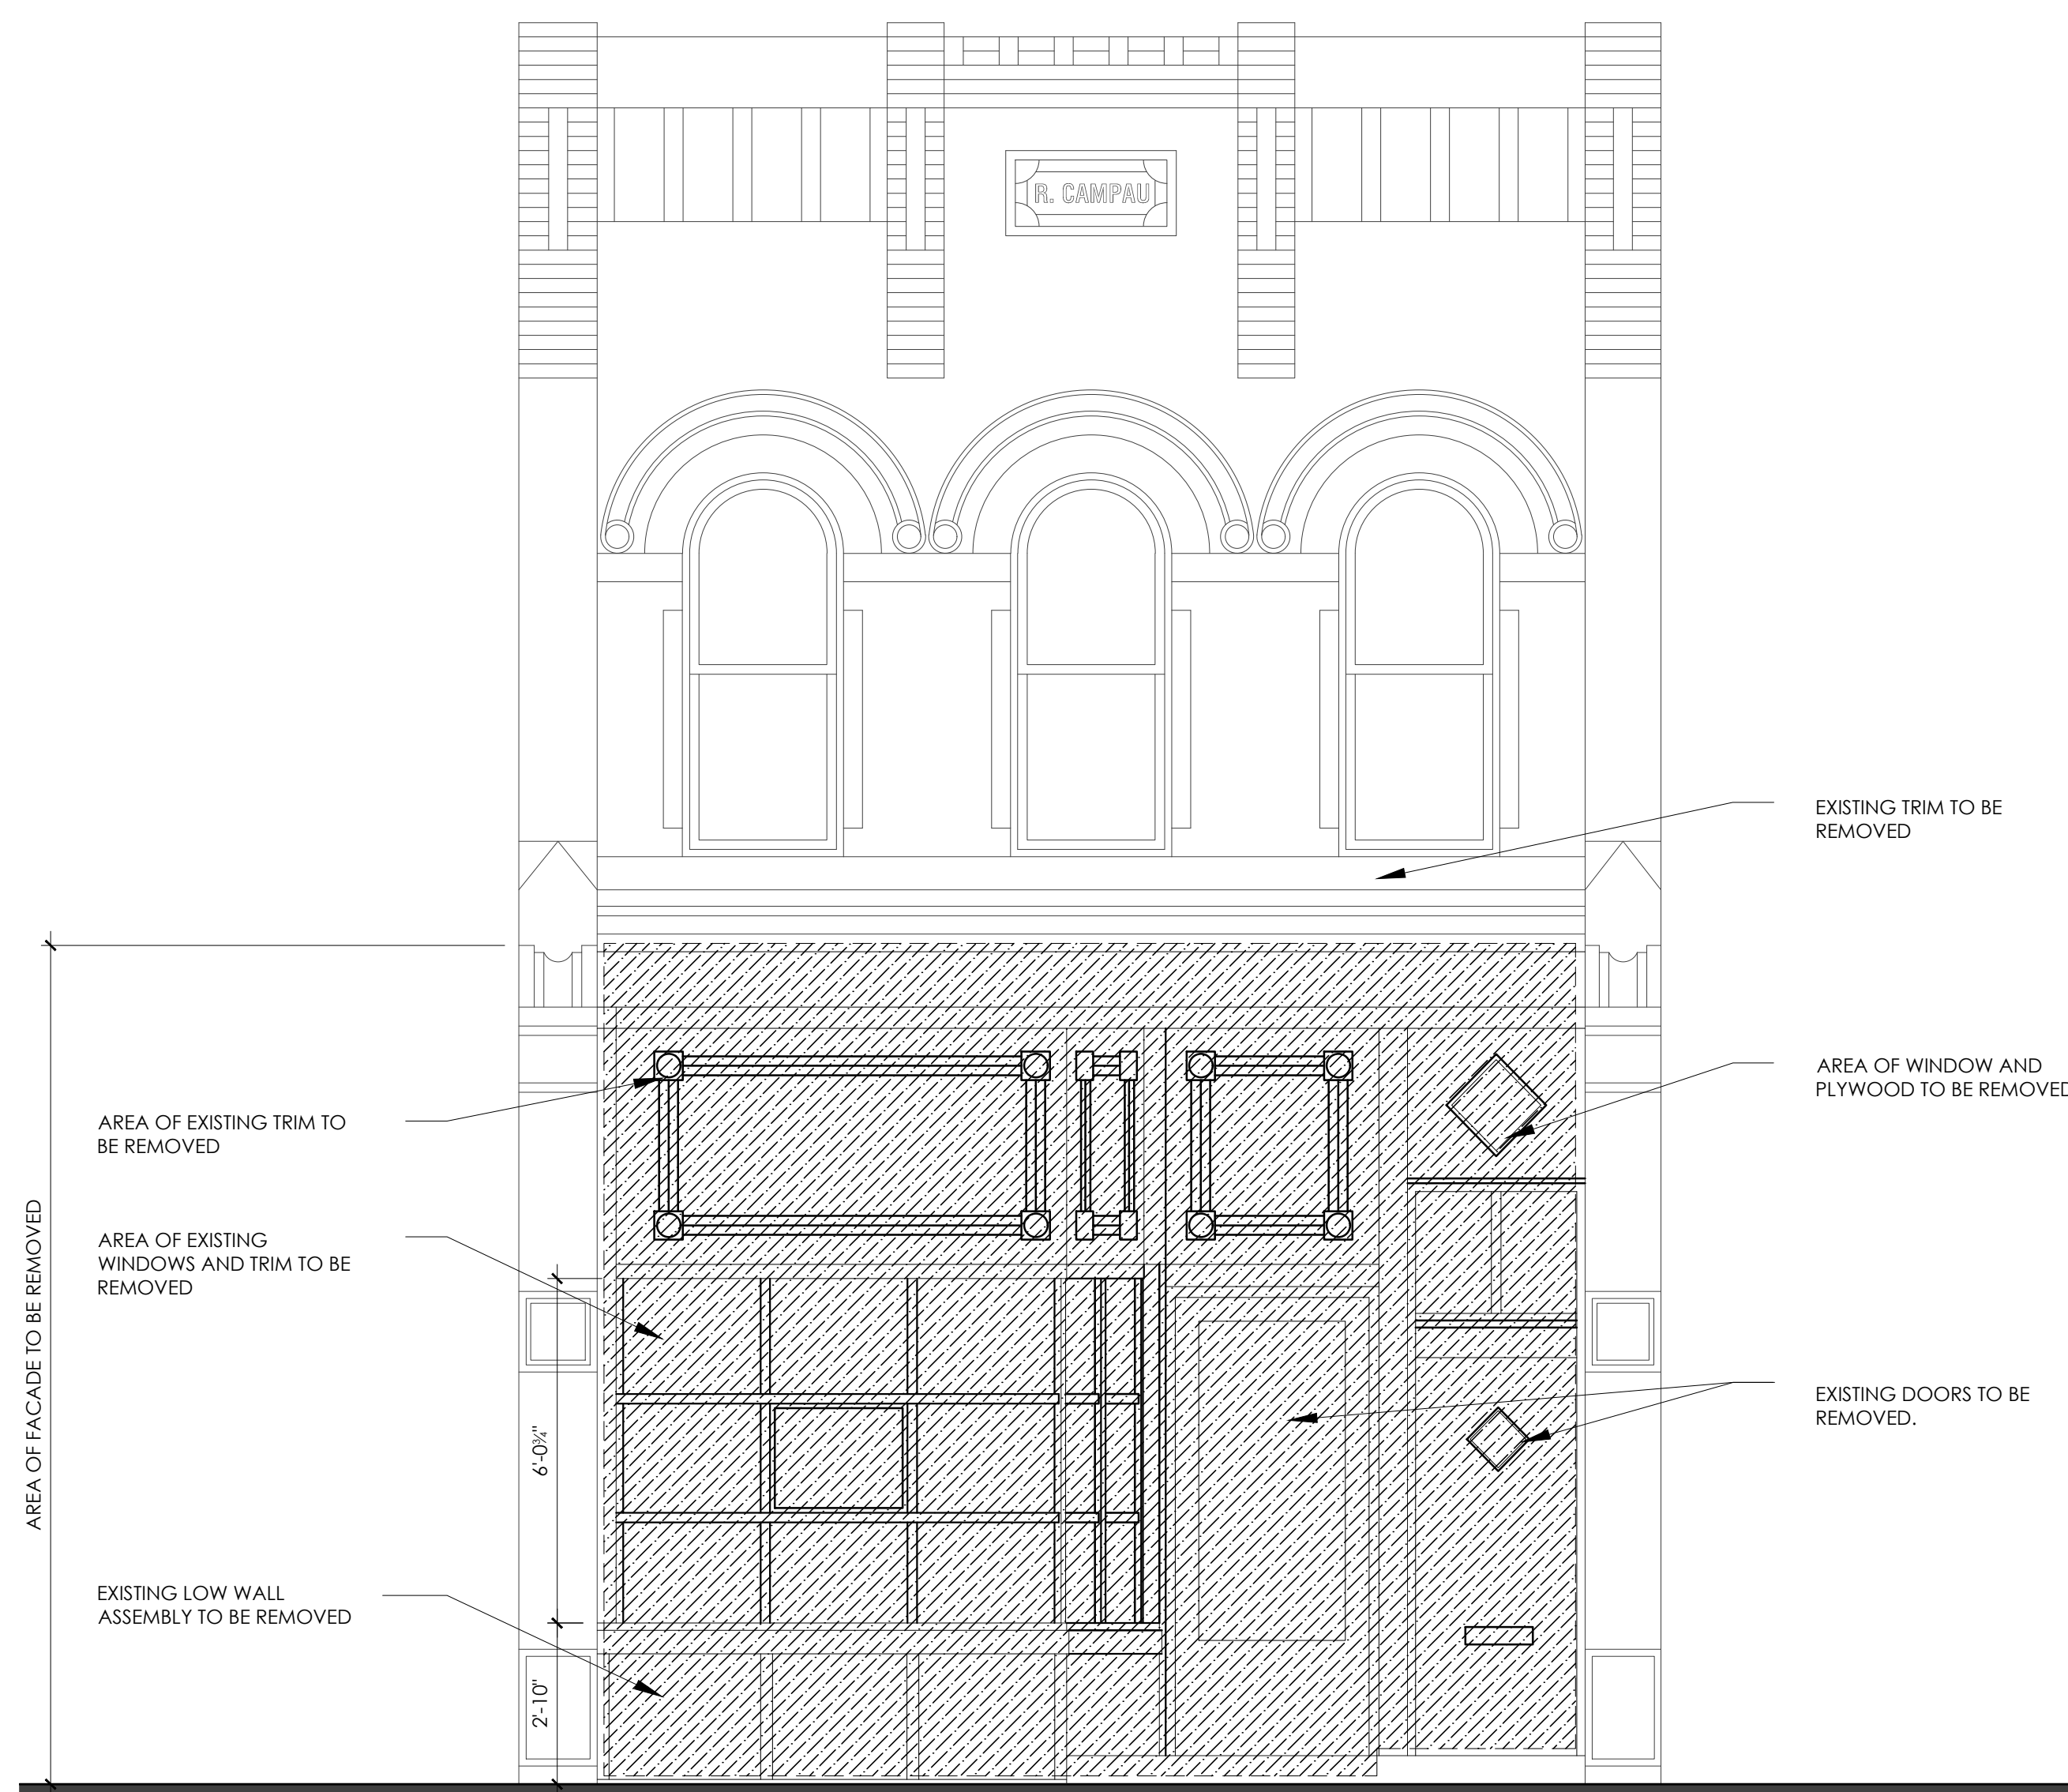 R. CAMPAU
EXISTING TRIM TO BE
REMOVED
AREA OF WINDOW AND
PLYWOOD TO BE REMOVED
AREA OF EXISTING TRIM TO
BE REMOVED
AREA OF FACADE TO BE REMOVED
AREA OF EXISTING
WINDOWS AND TRIM TO BE
REMOVED
EXISTING DOORS TO BE
REMOVED.
6'-0¾"
EXISTING LOW WALL
ASSEMBLY TO BE REMOVED
2'-10"